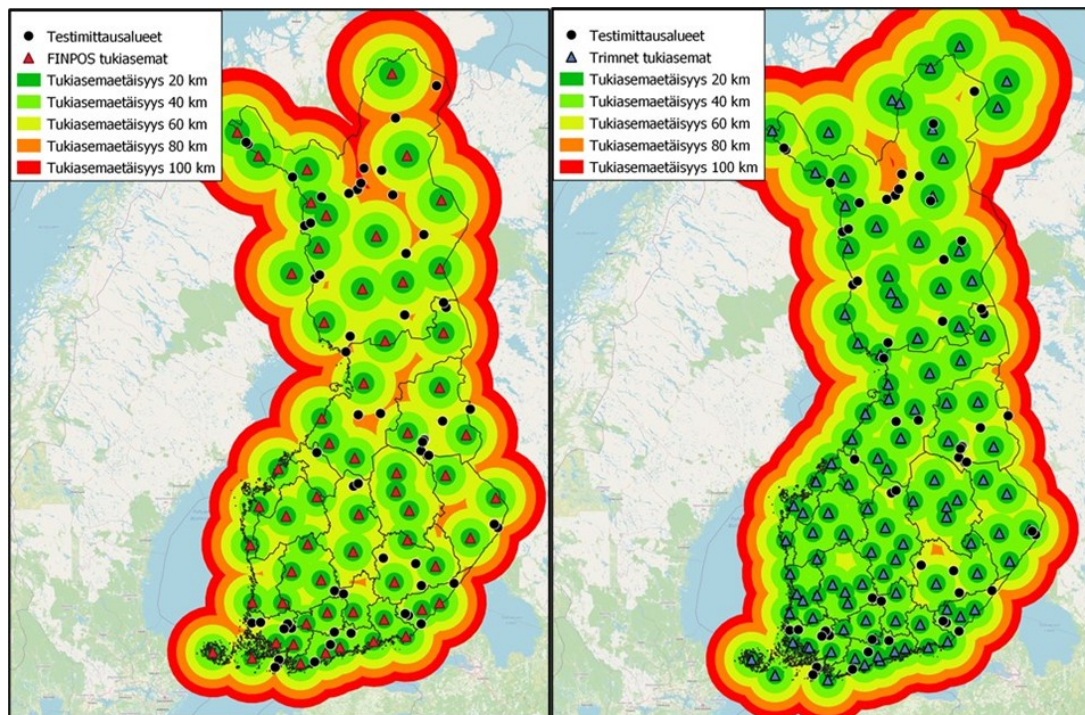 Testimittausalueet
FINPOS tukiasemat
Tukiasemaetäisyys 20 km
Tukiasemaetäisyys 40 km
Tukiasemaetäisyys 60 km
Tukiasemaetäisyys 80 km
Tukiasemaetäisyys 100 km
Testimittausalueet
Trimnet tukiasemat
Tukiasemaetäisyys 20 km
Tukiasemaetäisyys 40 km
Tukiasemaetäisyys 60 km
Tukiasemaetäisyys 80 km
Tukiasemaetäisyys 100 km